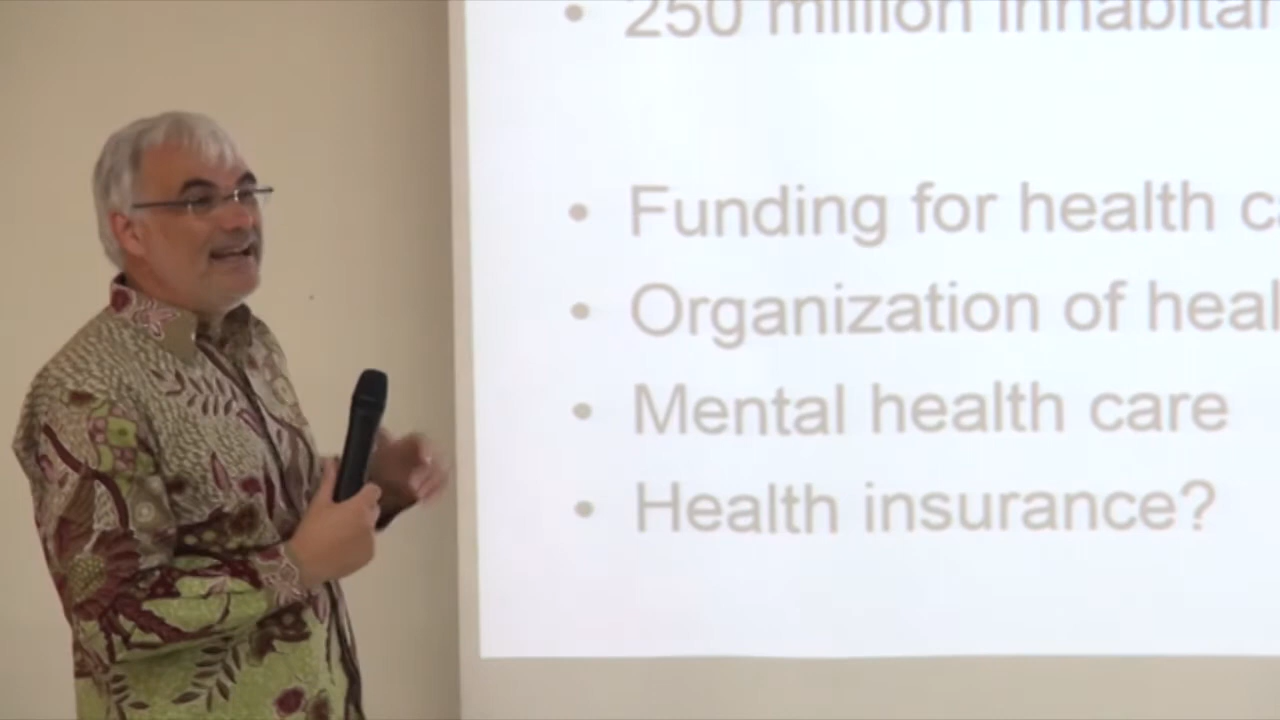 • 250 million inhabitan
• Funding for health c
• Organization of heal
• Mental health care
• Health insurance?